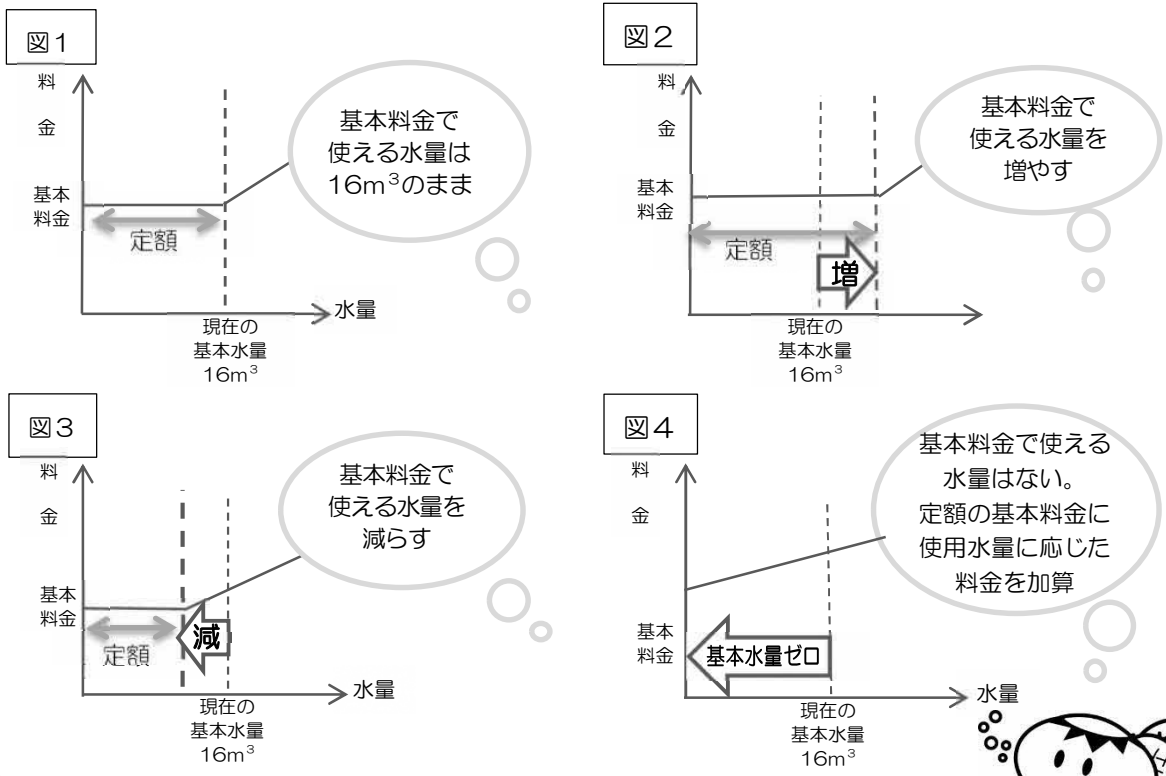 図1
料
金
基本
料金
定額
基本料金で
使える水量は
16m³のまま
水量
現在の
基本水量
16m³
図2
料
金
基本
料金
定額
増
基本料金で
使える水量を
増やす
現在の
基本水量
16m³
図3
料
金
基本
料金
定額
減
基本料金で
使える水量を
減らす
水量
現在の
基本水量
16m³
図4
料
金
基本
料金
基本水量ゼロ
基本料金で使える
水量はない。
定額の基本料金に
使用水量に応じた
料金を加算
水量
現在の
基本水量
16m³